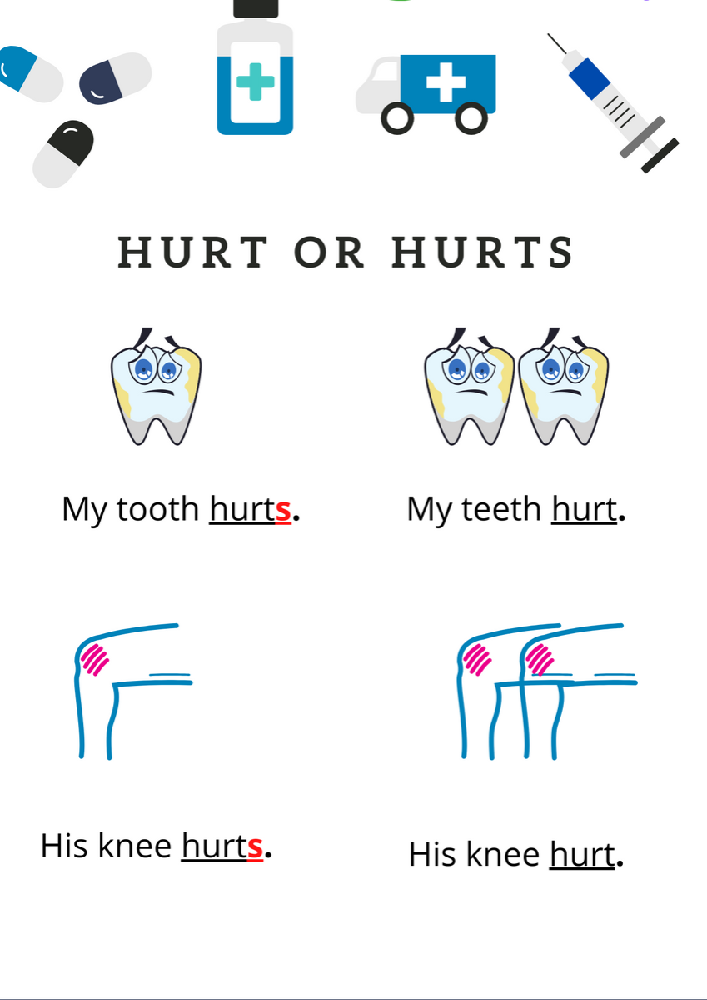 HURT OR HURTS
My tooth hurts.
My teeth hurt.
His knee hurts.
His knee hurt.